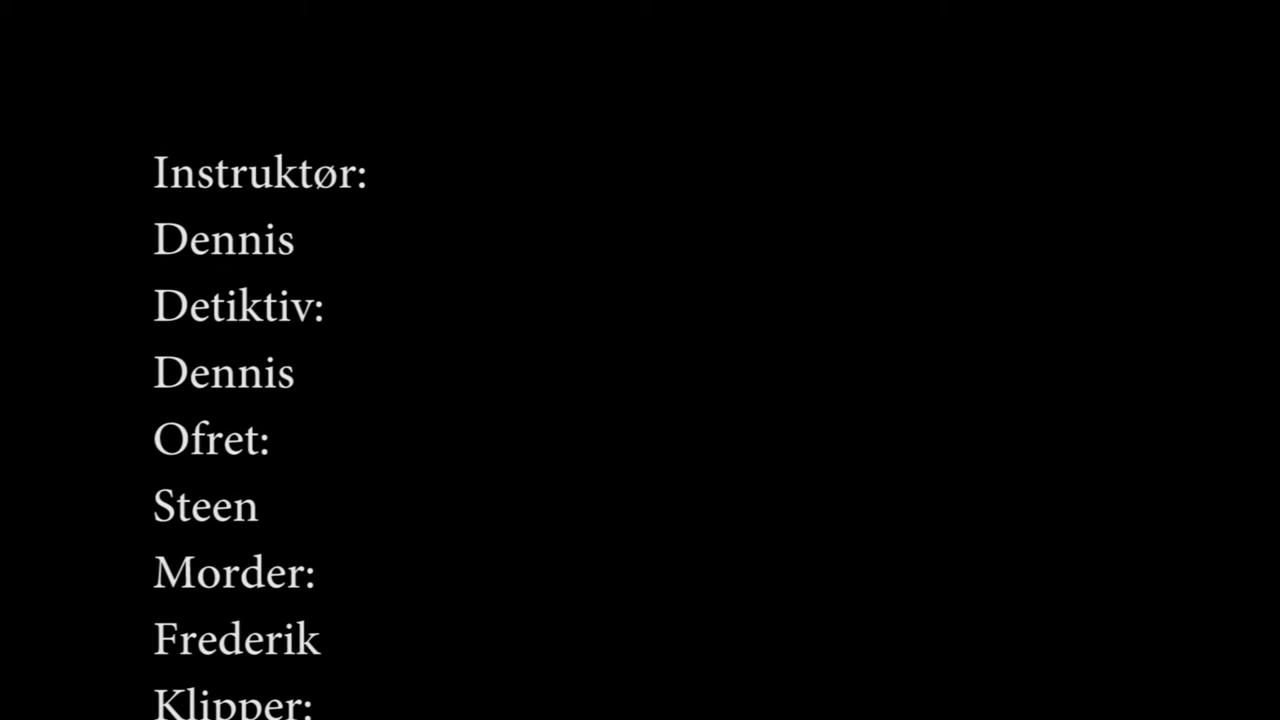 Instruktør:
Dennis
Detiktiv:
Dennis
Ofret:
Steen
Morder:
Frederik
Klipper: